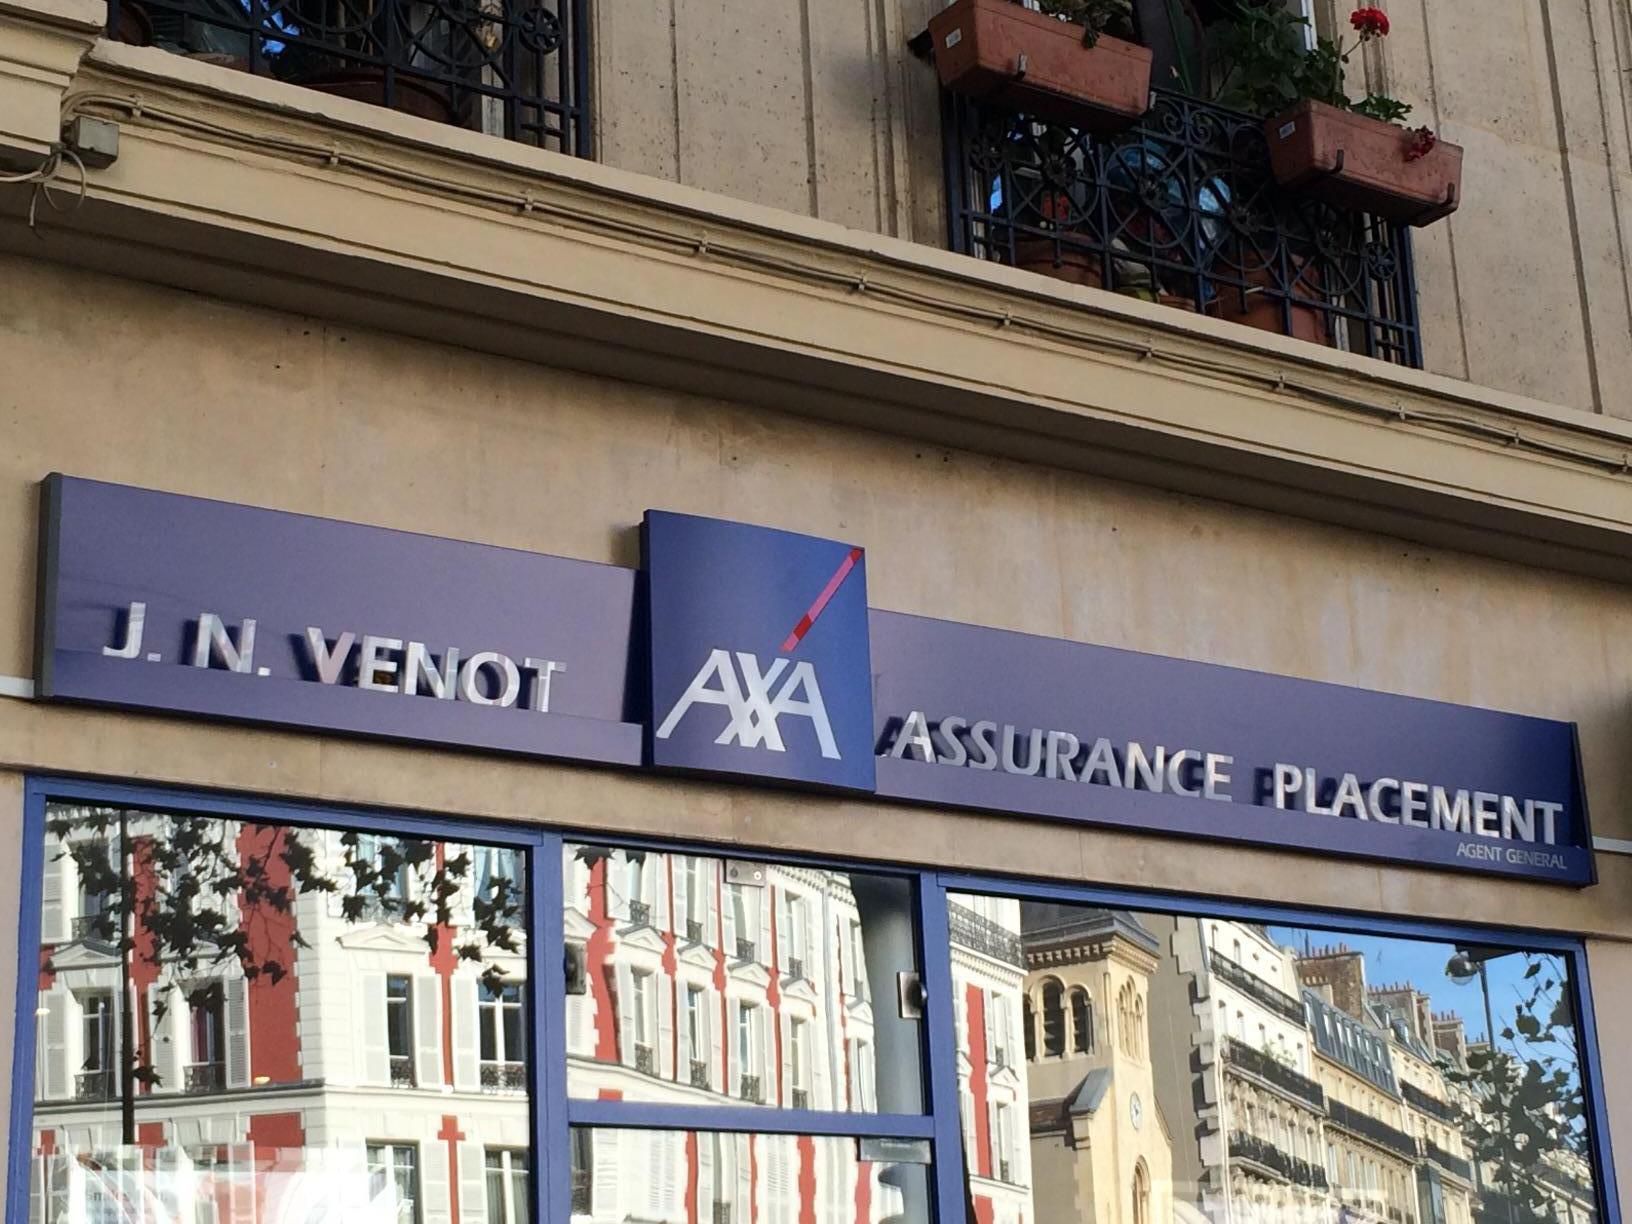 J. N. VENOT
AXA
ASSURANCE PLACEMENT
AGENT GENERAL